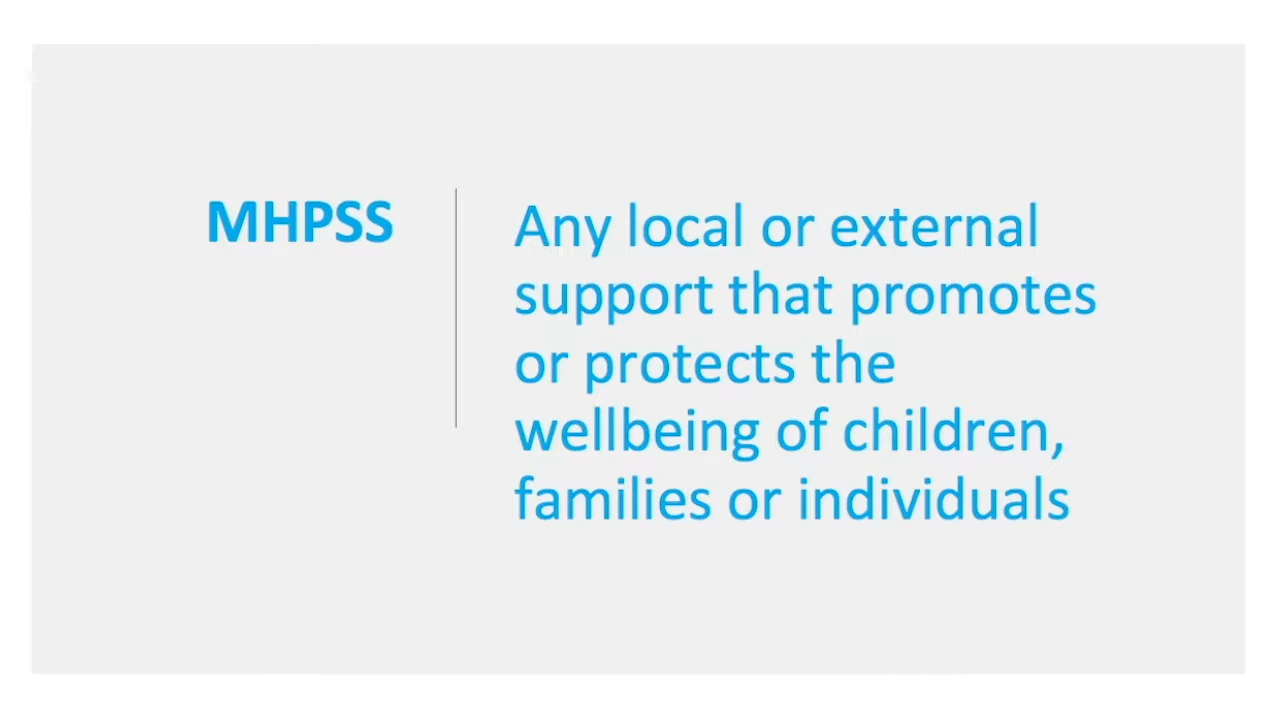 MHPSS
Any local or external
support that promotes
or protects the
wellbeing of children,
families or individuals